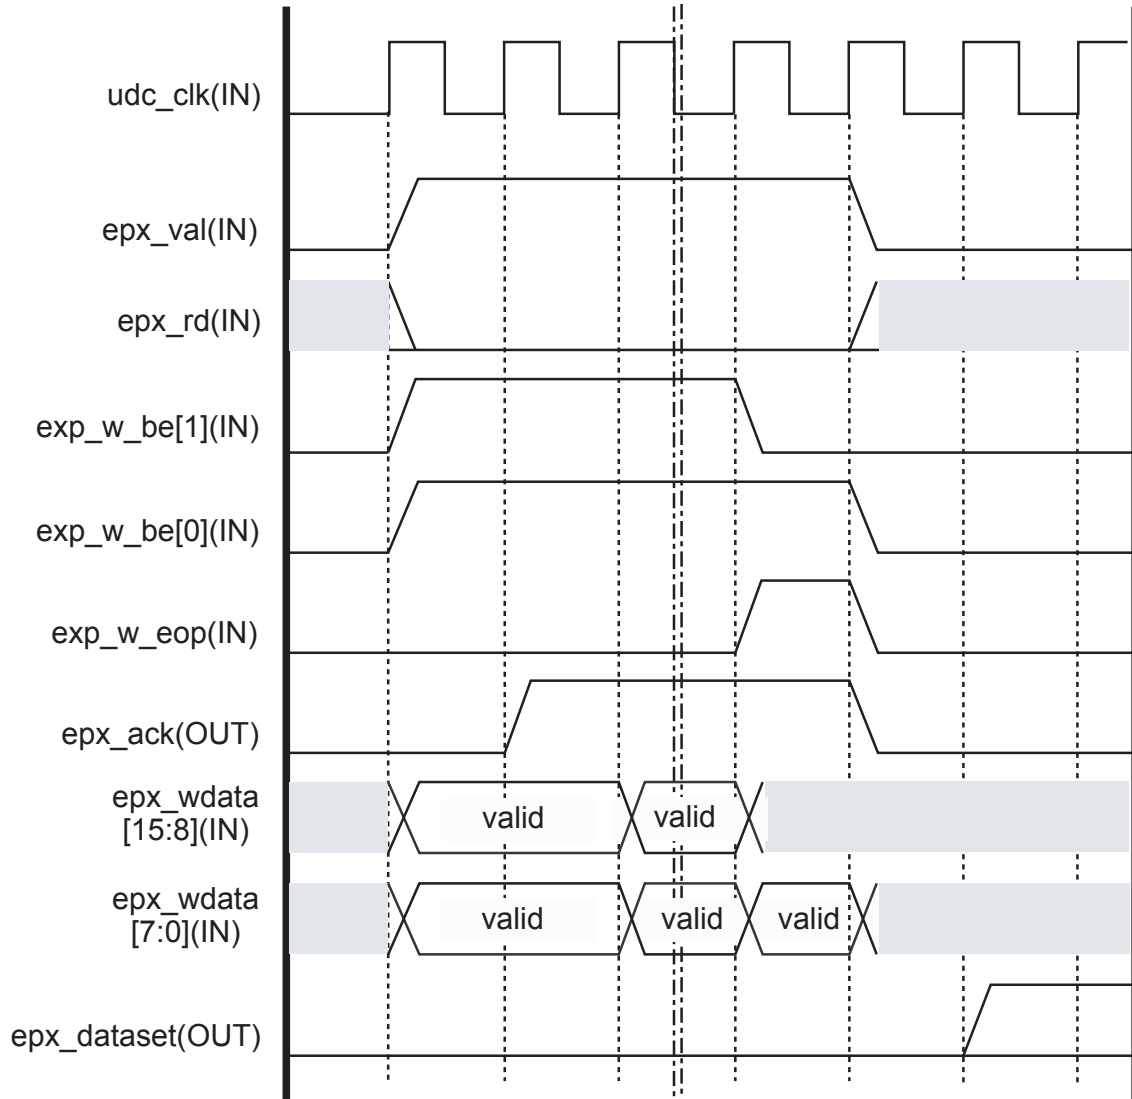 udc_clk(IN)
epx_val(IN)
epx_rd(IN)
exp_w_be[1](IN)
exp_w_be[0](IN)
exp_w_eop(IN)
epx_ack(OUT)
epx_wdata
[15:8](IN)
valid
valid
epx_wdata
[7:0](IN)
valid
valid
valid
epx_dataset(OUT)